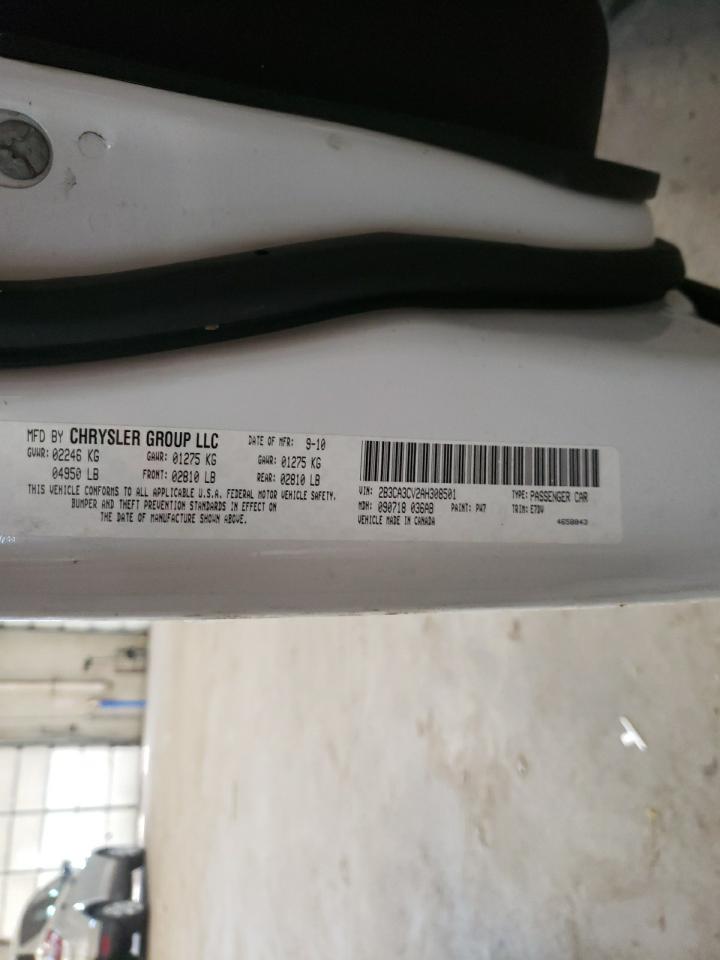 MFD BY CHRYSLER GROUP LLC DATE OF MFR: 9-10
GVWR: 02246 KG GAWR: 01275 KG GAWR: 01275 KG
04950 LB FRONT: 02810 LB REAR: 02810 LB
THIS VEHICLE CONFORMS TO ALL APPLICABLE U.S.A. FEDERAL MOTOR VEHICLE SAFETY,
BUMPER AND THEFT PREVENTION STANDARDS IN EFFECT ON
THE DATE OF MANUFACTURE SHOWN ABOVE.
VIN: 2B3CA3CV2AH308501 TYPE: PASSENGER CAR
MDH: 090718 036AB PAINT: PW7 TRIM: E7DV
VEHICLE MADE IN CANADA 4658043